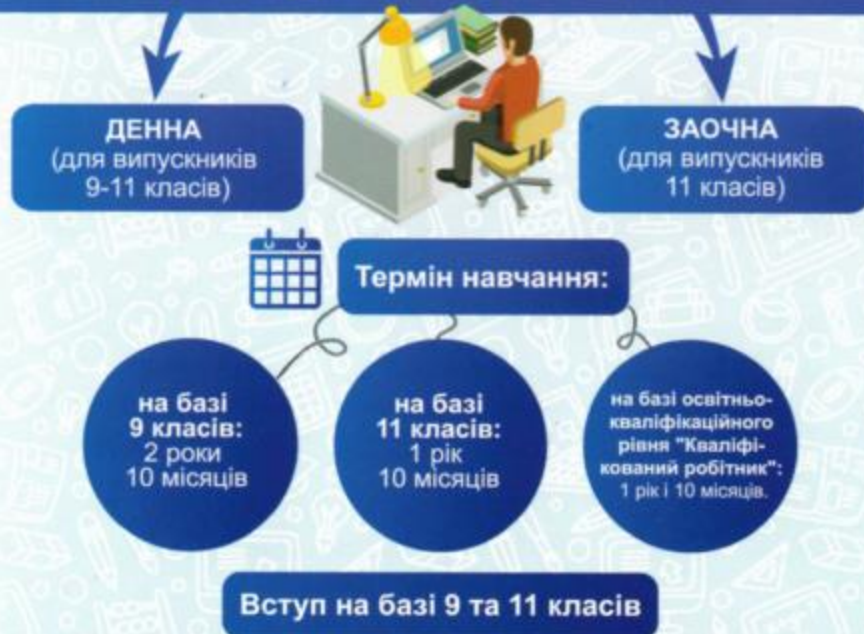 ДЕННА
(для випускників
9-11 класів)
ЗАОЧНА
(для випускників
11 класів)
Термін навчання:
на базі
9 класів:
2 роки
10 місяців
на базі
11 класів:
1 рік
10 місяців
на базі освітньо-
кваліфікаційного
рівня "Кваліфі-
кований робітник":
1 рік і 10 місяців.
Вступ на базі 9 та 11 класів